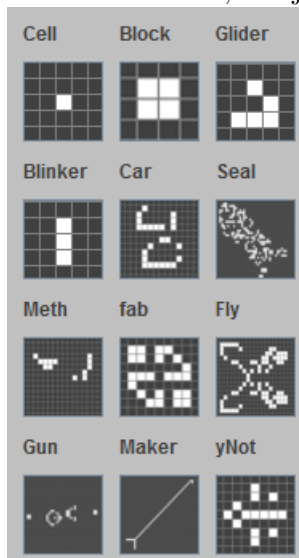 Cell Block Glider
Blinker Car Seal
Meth fab Fly
Gun Maker yNot